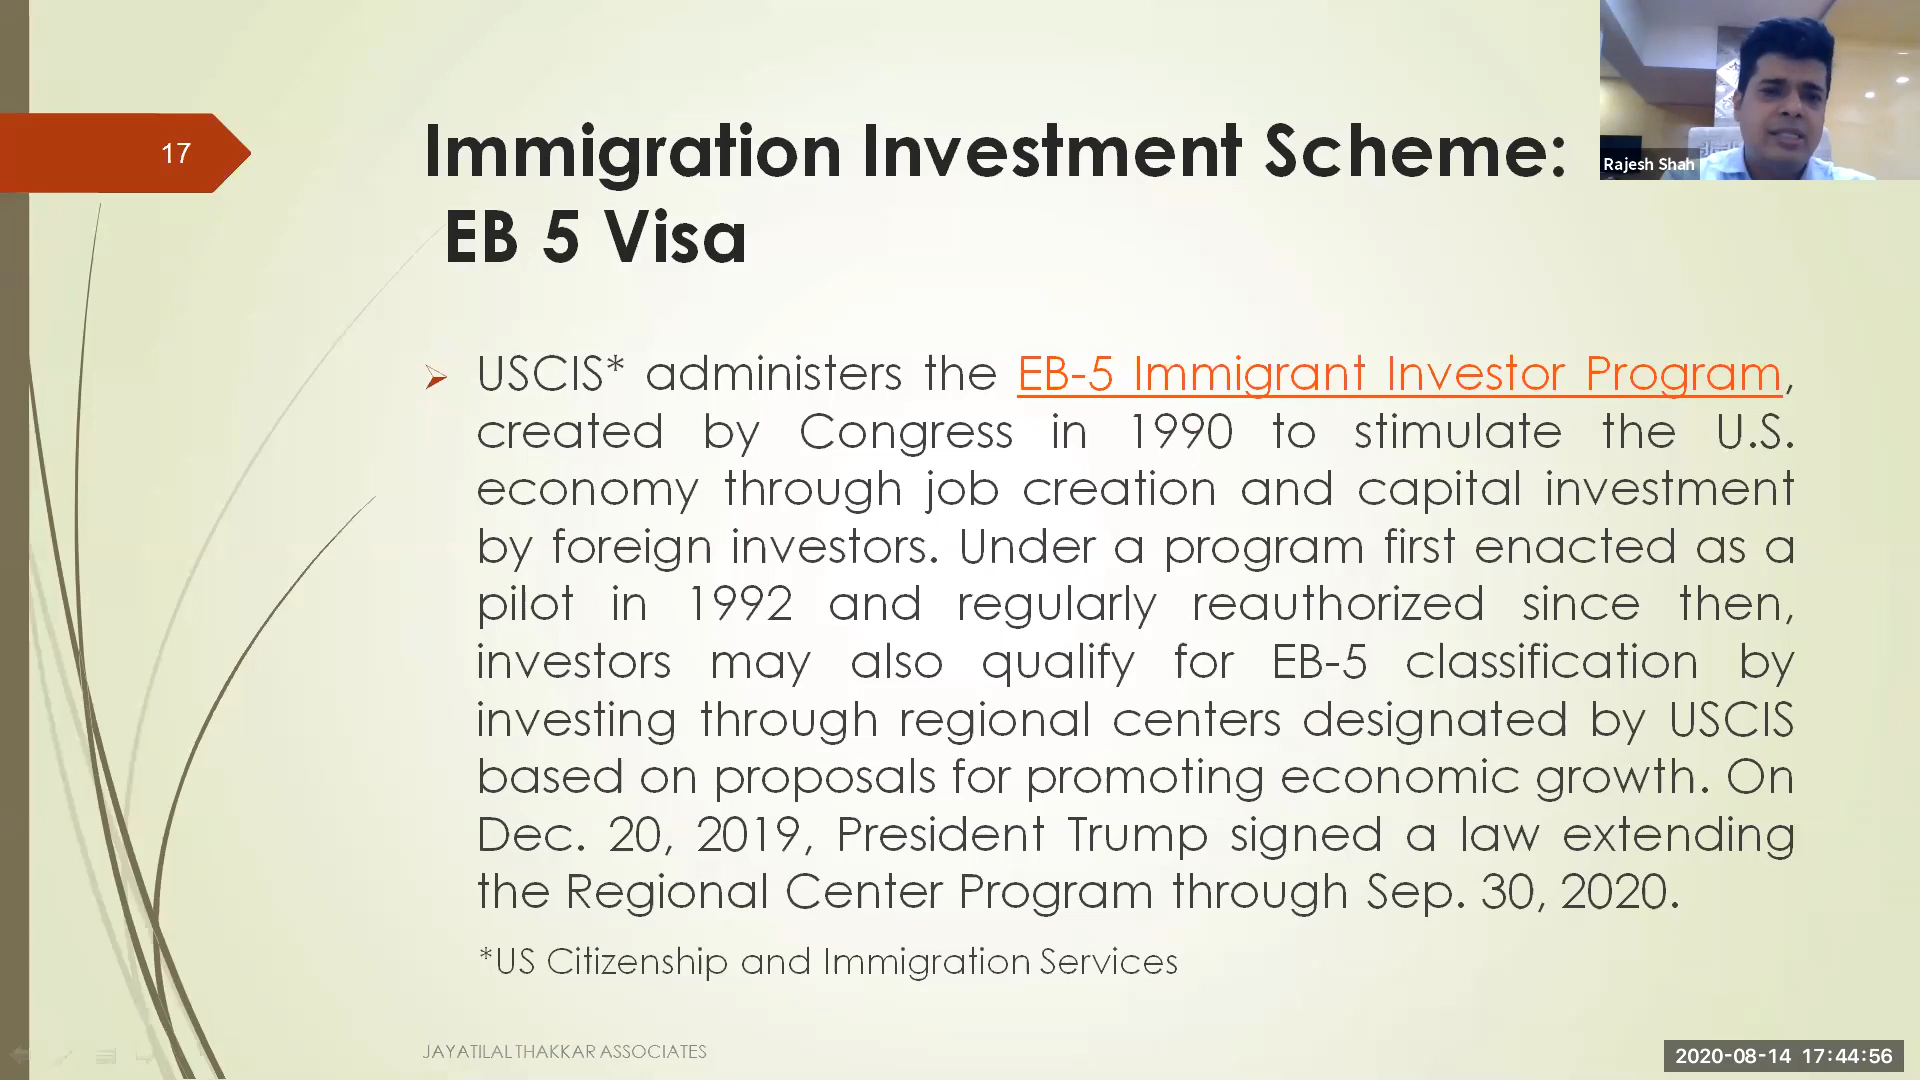 17
Immigration Investment Scheme:
EB 5 Visa
Rajesh Shah
USCIS* administers the EB-5 Immigrant Investor Program,
created by Congress in 1990 to stimulate the U.S.
economy through job creation and capital investment
by foreign investors. Under a program first enacted as a
pilot in 1992 and regularly reauthorized since then,
investors may also qualify for EB-5 classification by
investing through regional centers designated by USCIS
based on proposals for promoting economic growth. On
Dec. 20, 2019, President Trump signed a law extending
the Regional Center Program through Sep. 30, 2020.
*US Citizenship and Immigration Services
JAYATILAL THAKKAR ASSOCIATES
2020-08-14 17:44:56